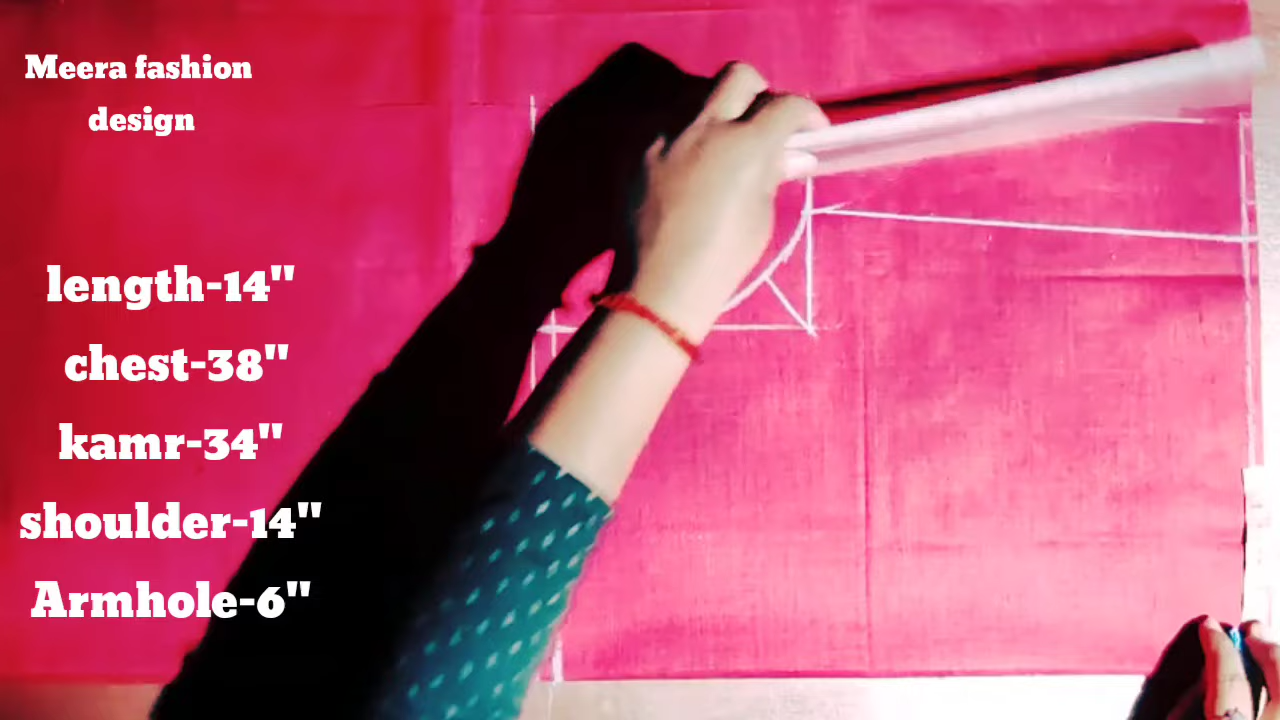 Meera fashion
design
length-14"
chest-38"
kamr-34"
shoulder-14"
Armhole-6"